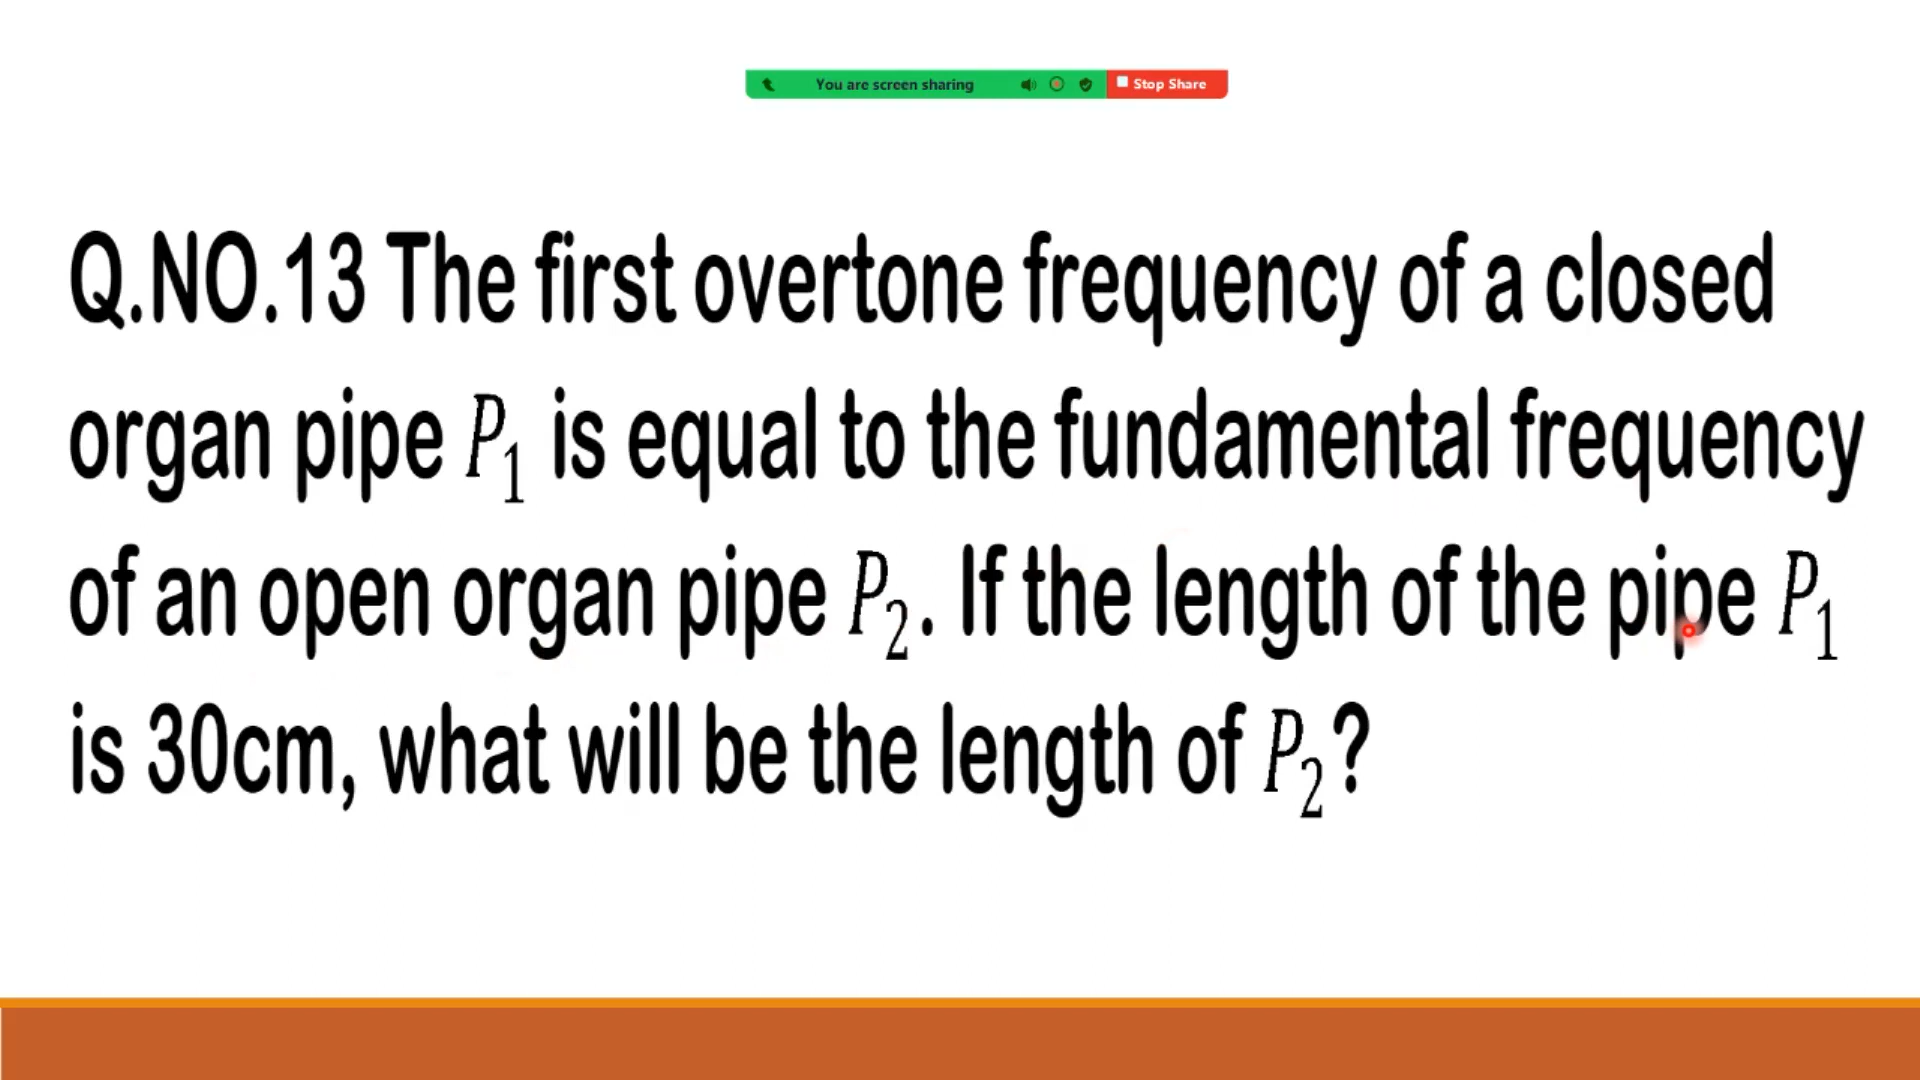 You are screen sharing
Stop Share
Q.NO.13 The first overtone frequency of a closed
organ pipe P₁ is equal to the fundamental frequency
of an open organ pipe P₂. If the length of the pipe P₁
is 30cm, what will be the length of P₂?